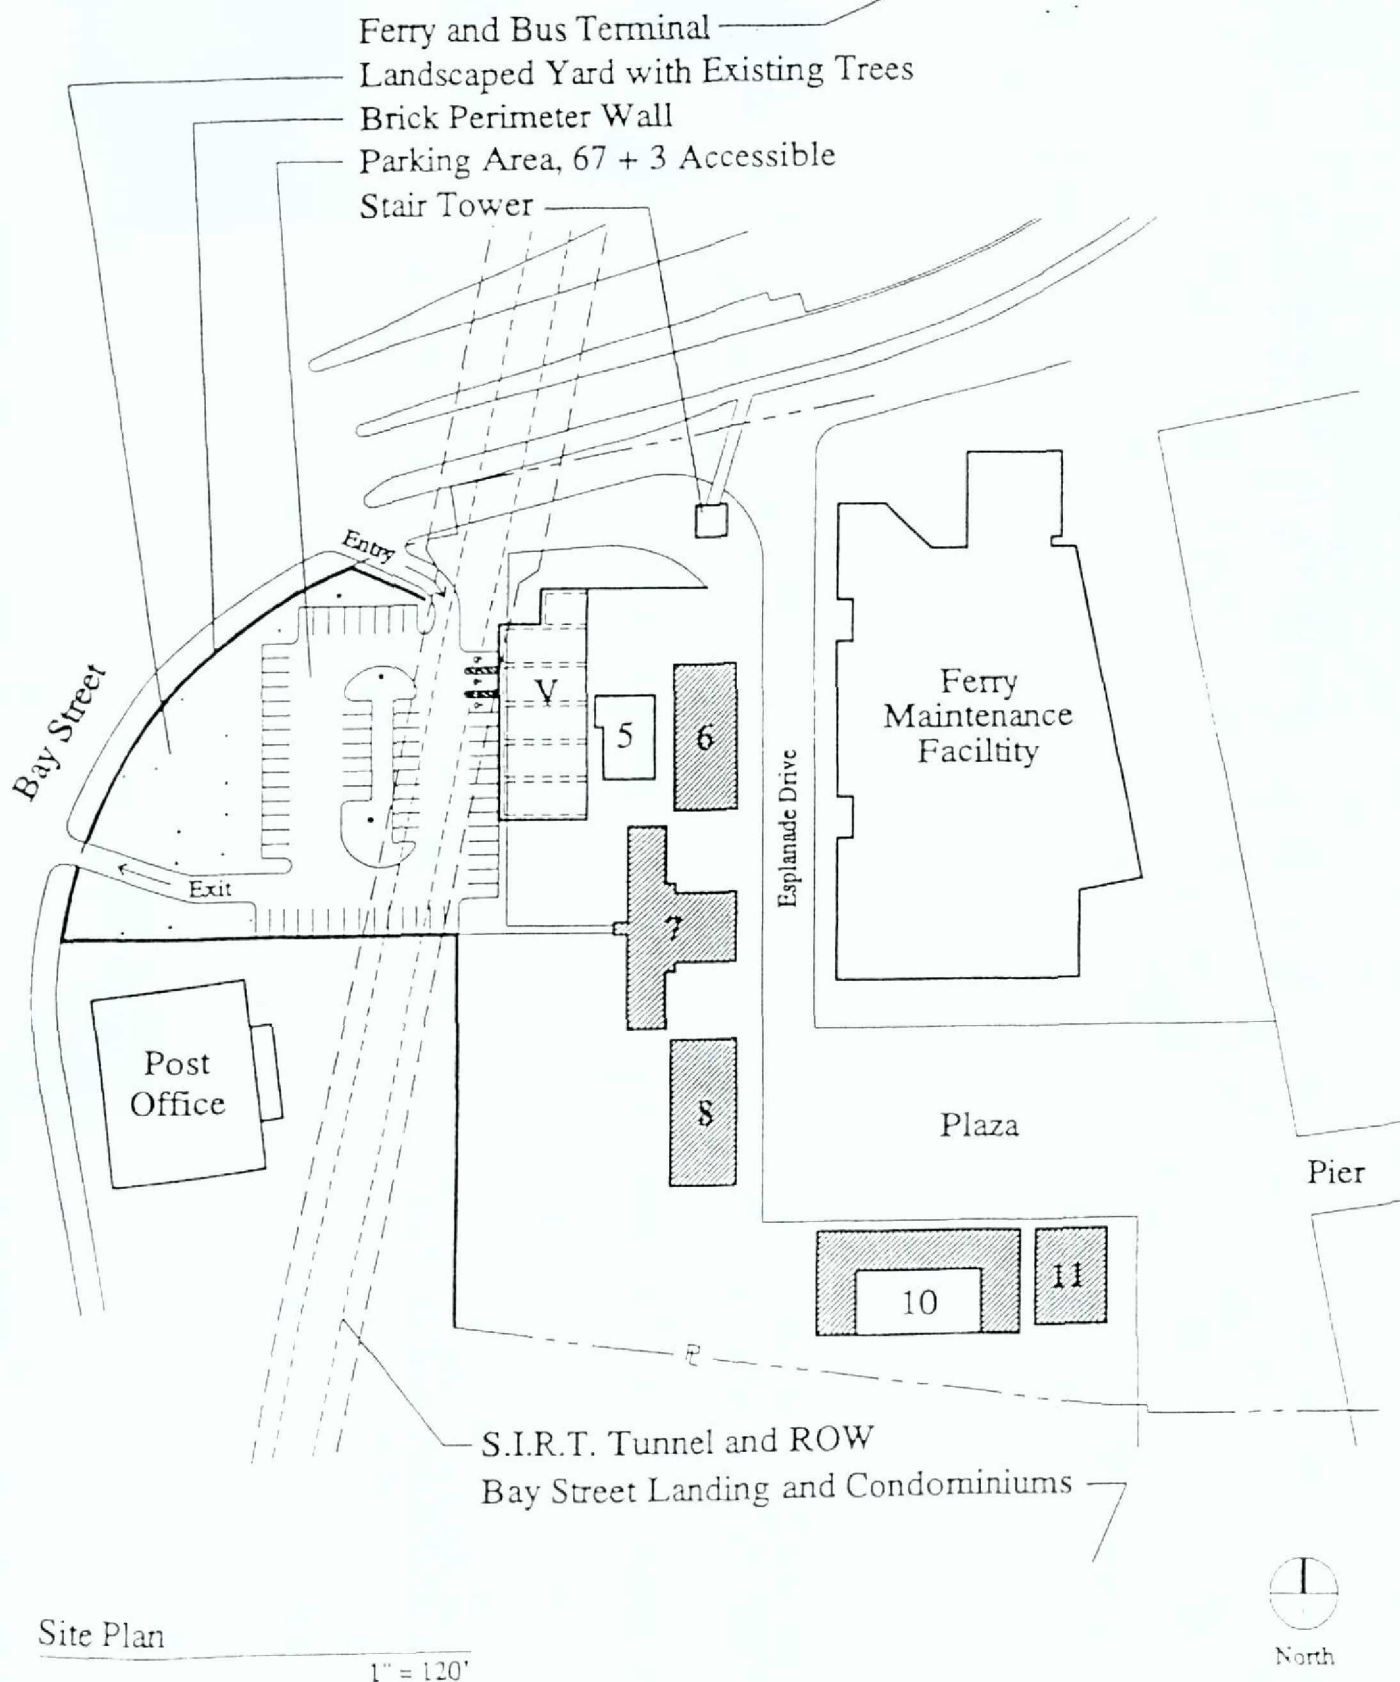 Ferry and Bus Terminal
Landscaped Yard with Existing Trees
Brick Perimeter Wall
Parking Area, 67 + 3 Accessible
Stair Tower
Entry
Bay Street
V
5
6
Ferry
Maintenance
Faciltity
Esplanade Drive
Exit
7
Post
Office
8
Plaza
Pier
10
11
PL
S.I.R.T. Tunnel and ROW
Bay Street Landing and Condominiums
Site Plan
1" = 120'
North